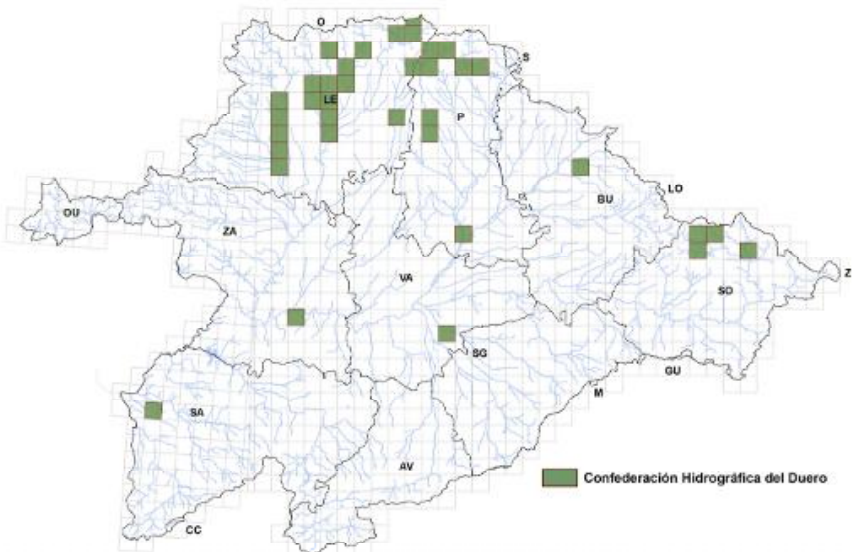 O
S
LE
P
LO
OU
BU
ZA
VA
Z
SO
SG
GU
M
SA
AV
Confederación Hidrográfica del Duero
CC